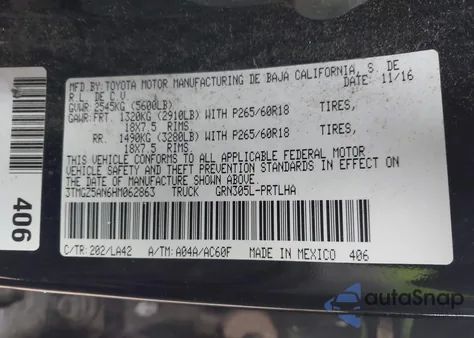 MFD.BY: TOYOTA MOTOR MANUFACTURING DE BAJA CALIFORNIA, S. DE
R.L. DE C.V. DATE: 11/16
GVWR 2545KG (5600LB)
GAWR: FRT. 1320KG (2910LB) WITH P265/60R18 TIRES,
18X7.5 RIMS.
RR. 1490KG (3280LB) WITH P265/60R18 TIRES,
18X7.5 RIMS.
THIS VEHICLE CONFORMS TO ALL APPLICABLE FEDERAL MOTOR
VEHICLE SAFETY AND THEFT PREVENTION STANDARDS IN EFFECT ON
THE DATE OF MANUFACTURE SHOWN ABOVE.
3TMGZ5AN6HM062863 TRUCK GRN305L-PRTLHA
C/TR: 202/LA42 A/TM: A04A/AC60F MADE IN MEXICO 406
406
autoSnap